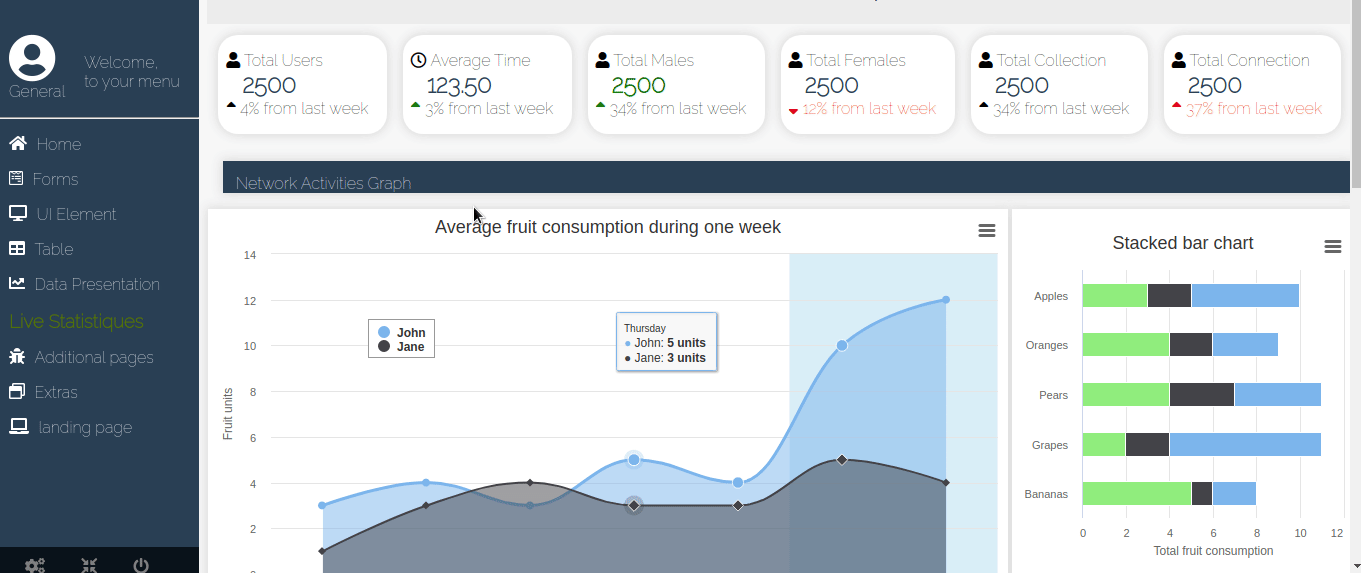 General
Welcome,
to your menu
Home
Forms
UI Element
Table
Data Presentation
Live Statistiques
Additional pages
Extras
landing page
Total Users
2500
4% from last week
Average Time
123.50
3% from last week
Total Males
2500
34% from last week
Total Females
2500
12% from last week
Total Collection
2500
34% from last week
Total Connection
2500
37% from last week
Network Activities Graph
Average fruit consumption during one week
Fruit units
14
12
10
8
6
4
2
John
Jane
Thursday
John: 5 units
Jane: 3 units
Stacked bar chart
Apples
Oranges
Pears
Grapes
Bananas
0 2 4 6 8 10 12
Total fruit consumption